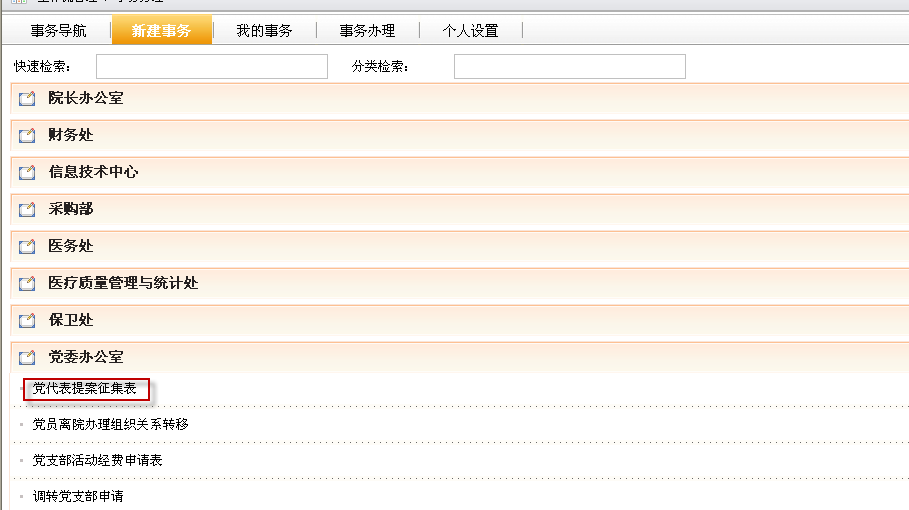 事务导航 新建事务 我的事务 事务办理 个人设置
快速检索： 分类检索：
院长办公室
财务处
信息技术中心
采购部
医务处
医疗质量管理与统计处
保卫处
党委办公室
党代表提案征集表
党员离院办理组织关系转移
党支部活动经费申请表
调转党支部申请